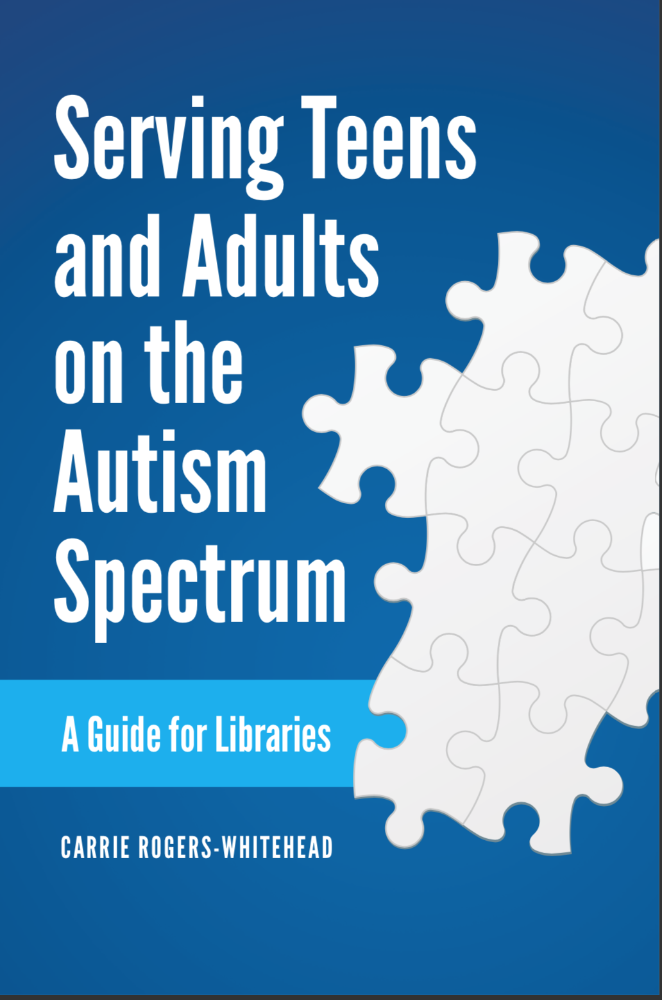 Serving Teens
and Adults
on the
Autism
Spectrum
A Guide for Libraries
CARRIE ROGERS-WHITEHEAD